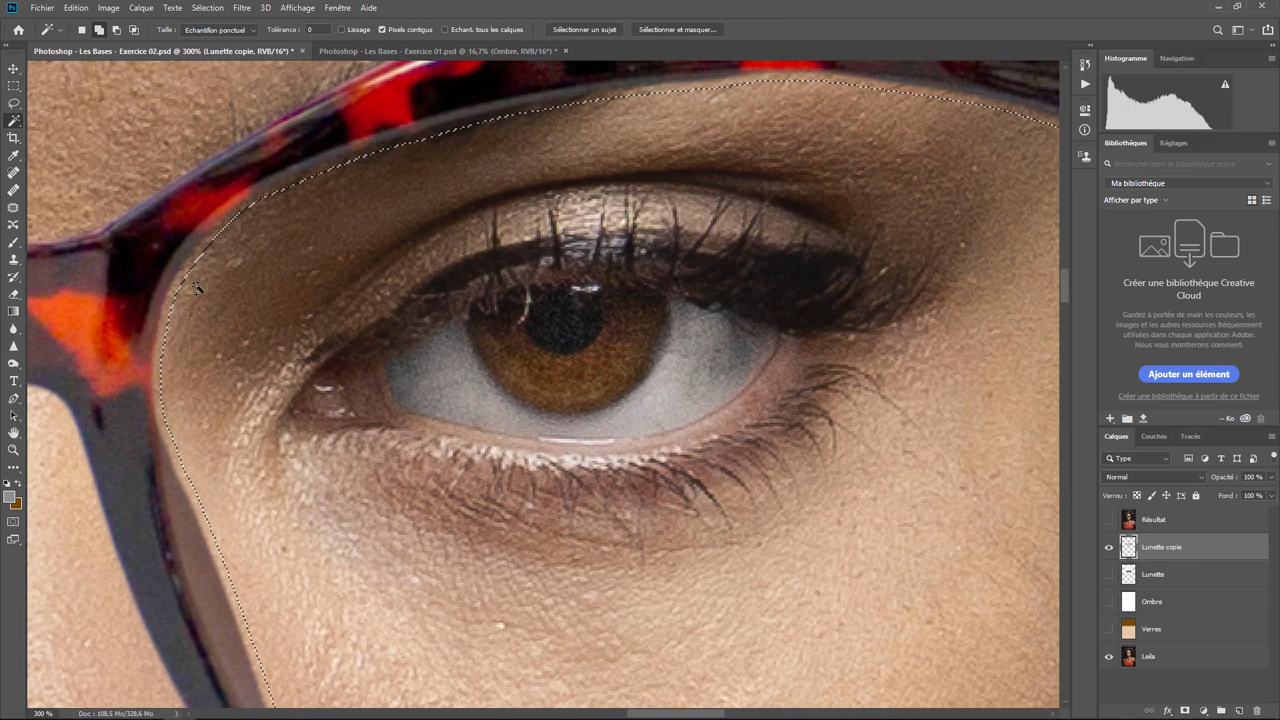 Ps Fichier Edition Image Calque Texte Sélection Filtre 3D Affichage Fenêtre Aide
Taille : Echantillon ponctuel Tolérance : 0 Lissage Pixels contigus Echant. tous les calques Sélectionner un sujet Sélectionner et masquer...
Photoshop - Les Bases - Exercice 02.psd @ 300% (Lunette copie, RVB/16*) * × Photoshop - Les Bases - Exercice 01.psd @ 16,7% (Ombre, RVB/16*) * ×
Histogramme Navigation
Bibliothèques Réglages
Rechercher dans la bibliothèque active
Ma bibliothèque
Afficher par type
Créer une bibliothèque Creative
Cloud
Gardez à portée de main les couleurs, les
images et les autres ressources fréquemment
utilisées dans chaque application Adobe.
Nous vous montrerons comment.
Ajouter un élément
Créer une bibliothèque à partir de ce fichier
-- Ko
Calques Couches Tracés
Type
Normal Opacité : 100 %
Verrou : Fond : 100 %
Résultat
Lunette copie
Lunette
Ombre
Verres
Leila
300 % Doc : 108,5 Mo/328,6 Mo
fx